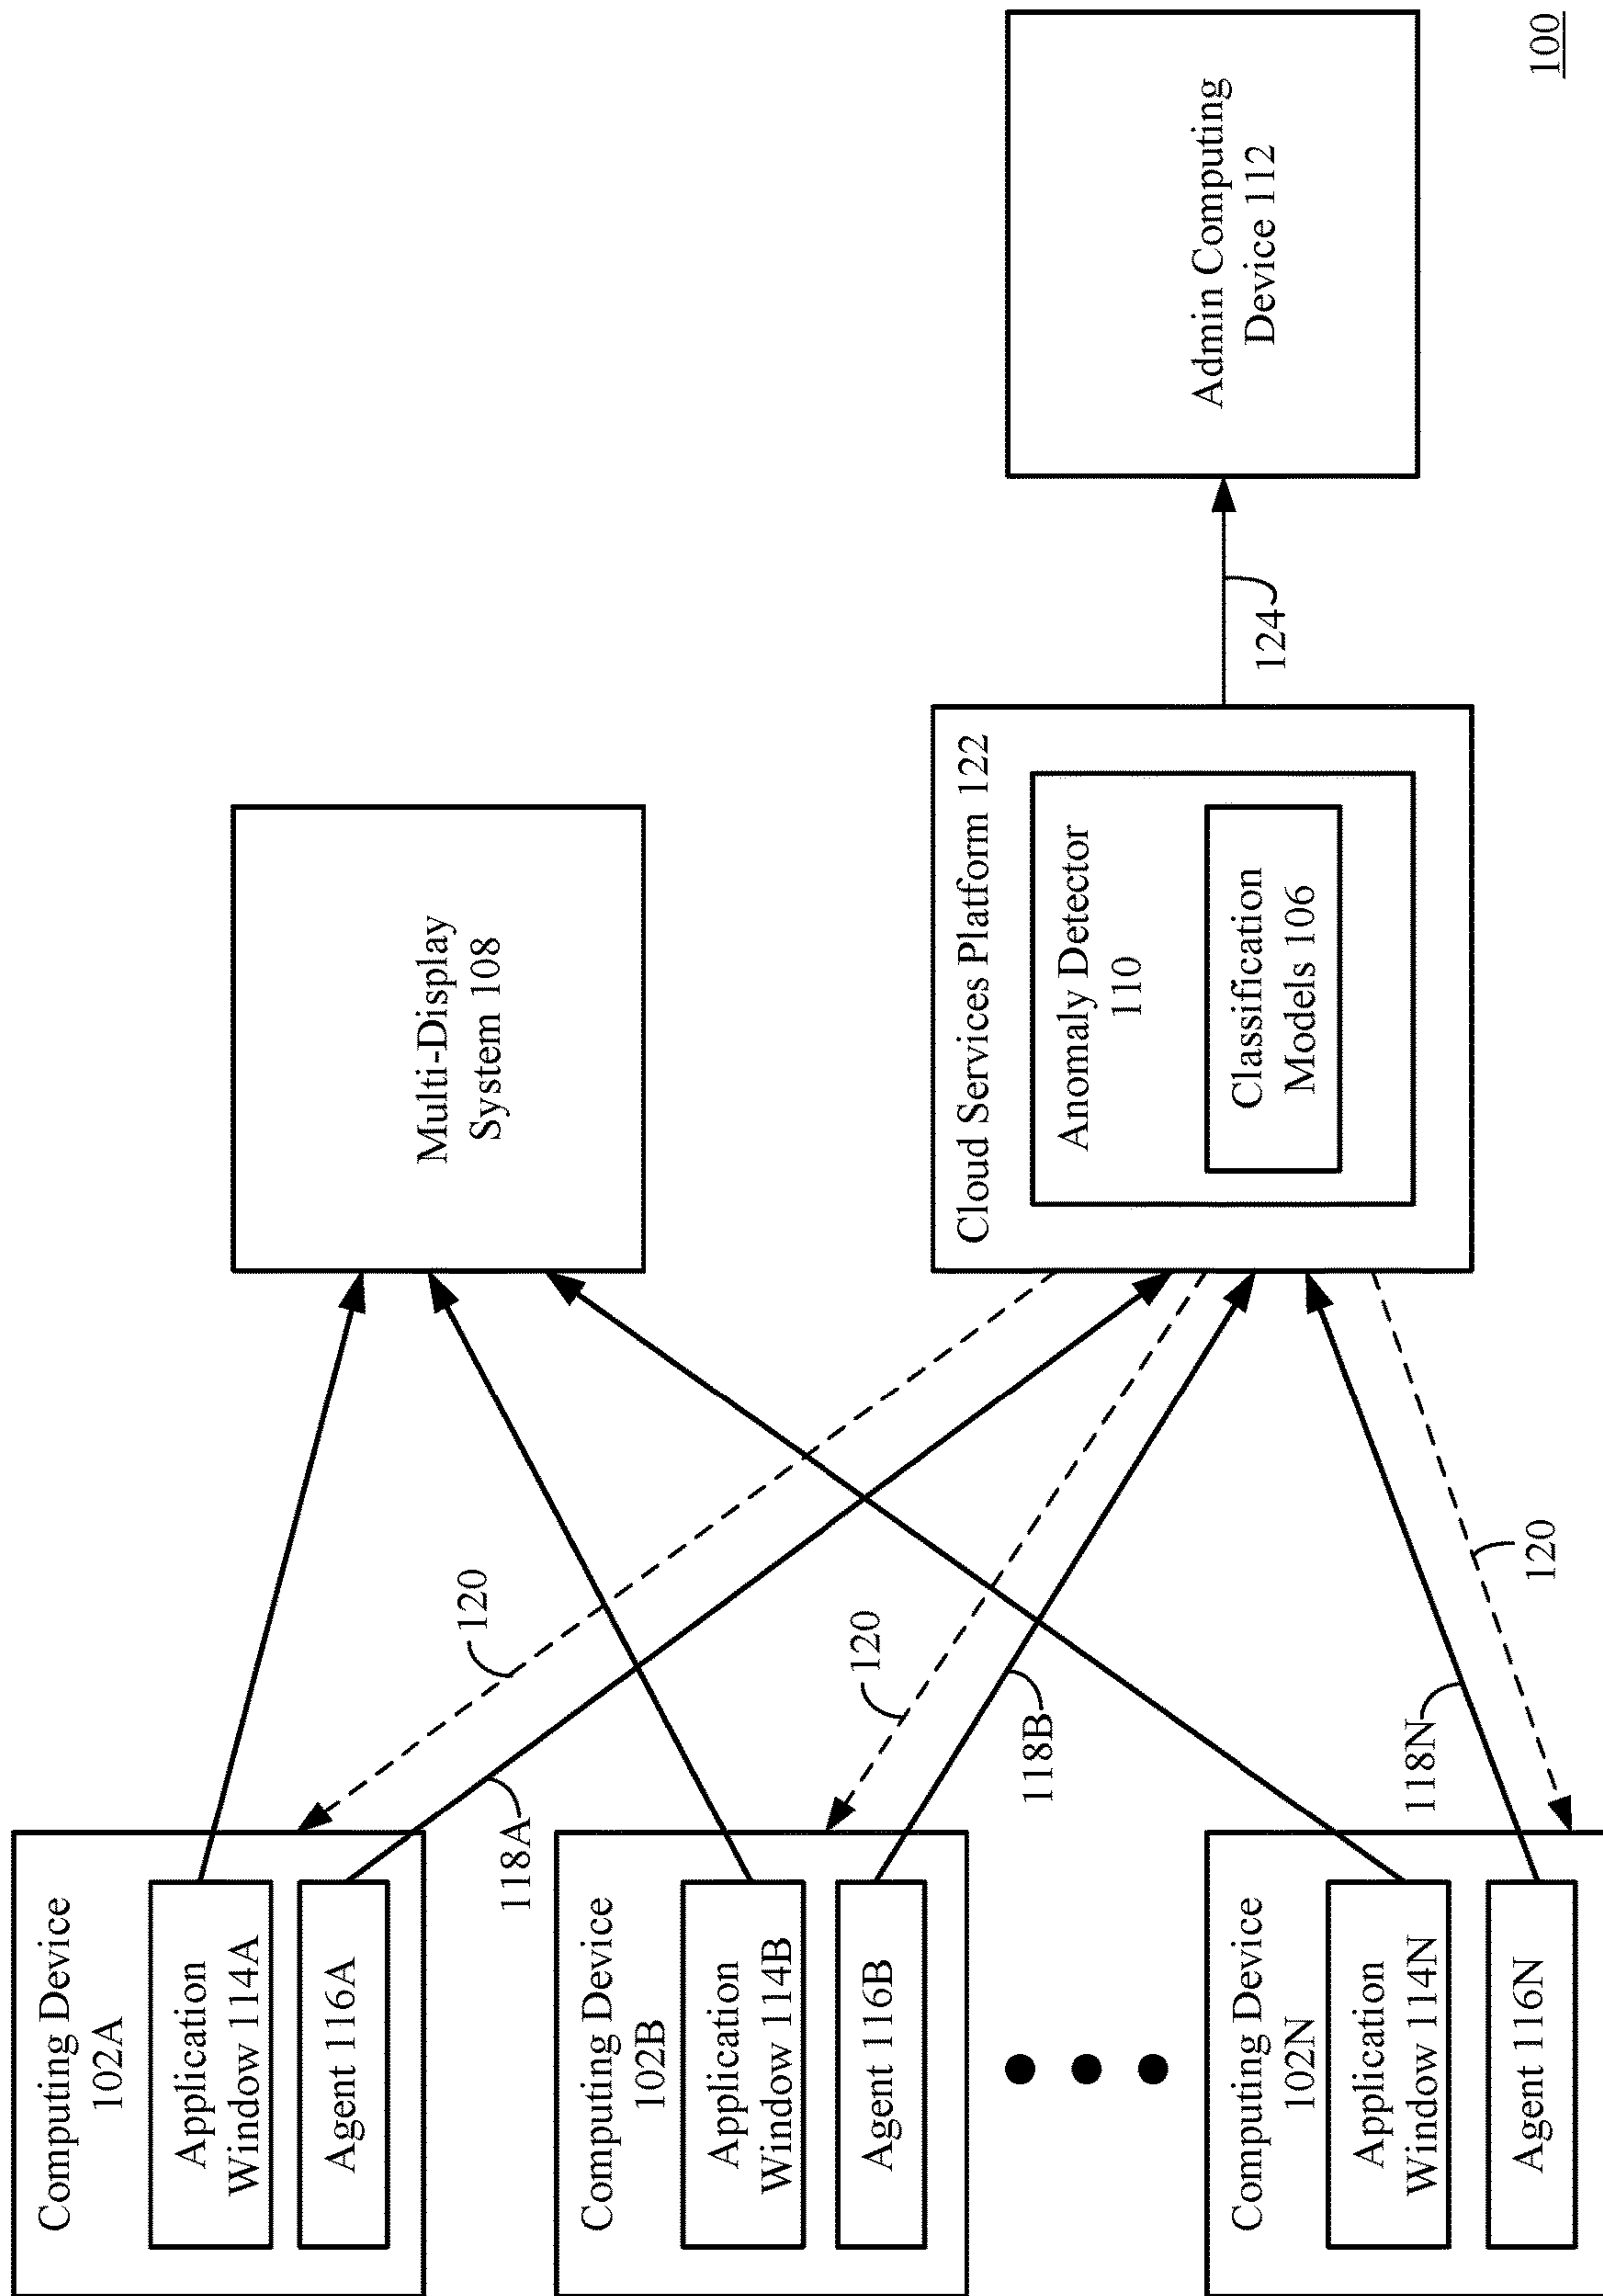 Computing Device
102A
Application
Window 114A
Agent 116A
118A
120
Multi-Display
System 108
Computing Device
102B
Application
Window 114B
Agent 116B
120
118B
Cloud Services Platform 122
Anomaly Detector
110
Classification
Models 106
124
Admin Computing
Device 112
Computing Device
102N
Application
Window 114N
Agent 116N
118N
120
100